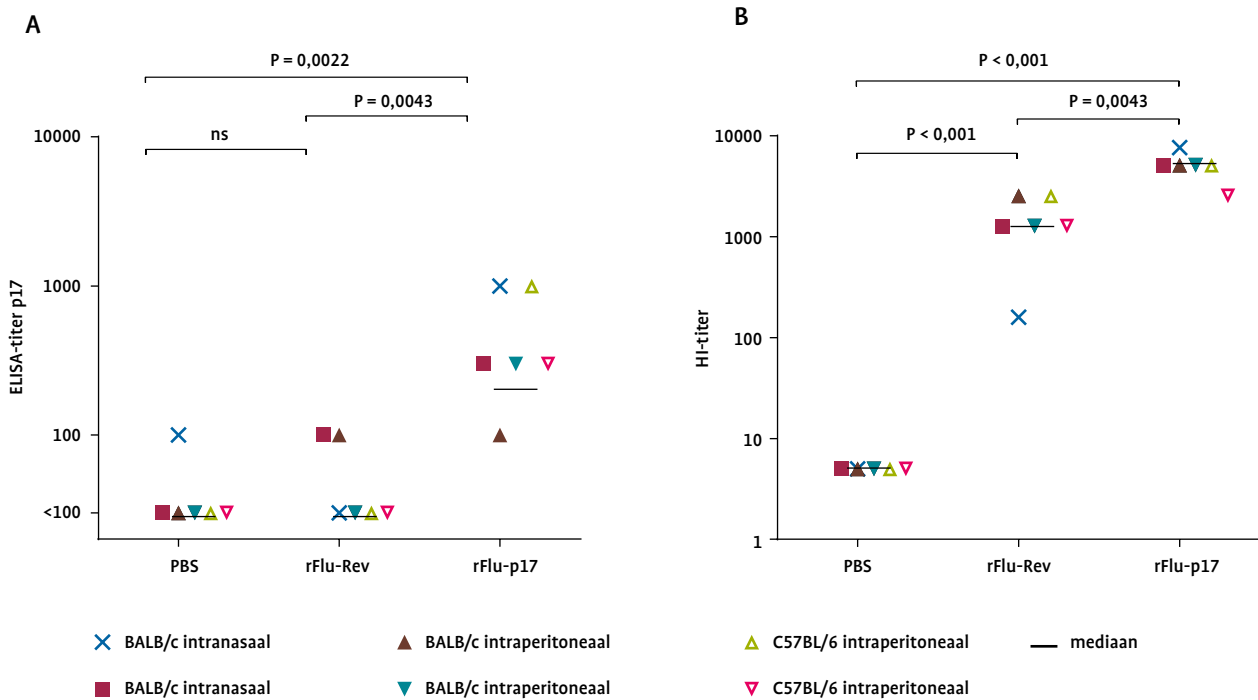 A
P = 0,0022
P = 0,0043
ns
10000
1000
100
<100
ELISA-titer p17
PBS
rFlu-Rev
rFlu-p17
B
P < 0,001
P = 0,0043
P < 0,001
10000
1000
100
10
1
HI-titer
PBS
rFlu-Rev
rFlu-p17
BALB/c intranasaal
BALB/c intraperitoneaal
C57BL/6 intraperitoneaal
mediaan
BALB/c intranasaal
BALB/c intraperitoneaal
C57BL/6 intraperitoneaal